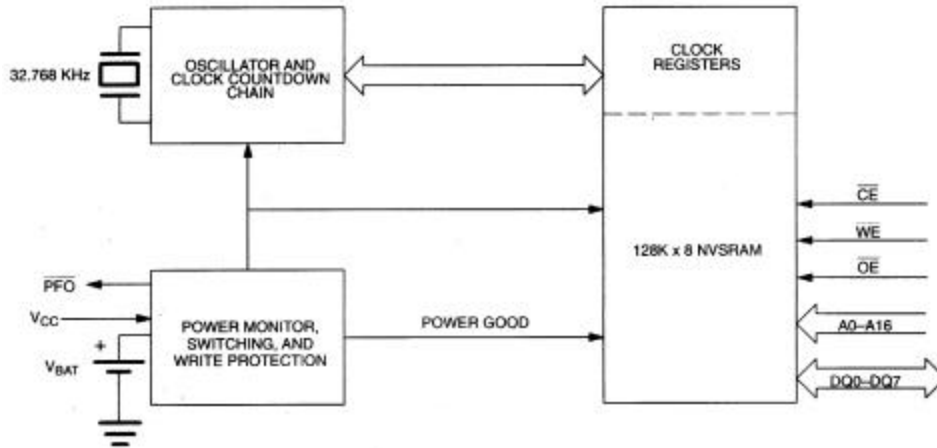 32.768 KHz
OSCILLATOR AND
CLOCK COUNTDOWN
CHAIN
CLOCK
REGISTERS
128K x 8 NVSRAM
CE
WE
OE
A0–A16
DQ0–DQ7
PFO
VCC
+
VBAT
POWER MONITOR,
SWITCHING, AND
WRITE PROTECTION
POWER GOOD